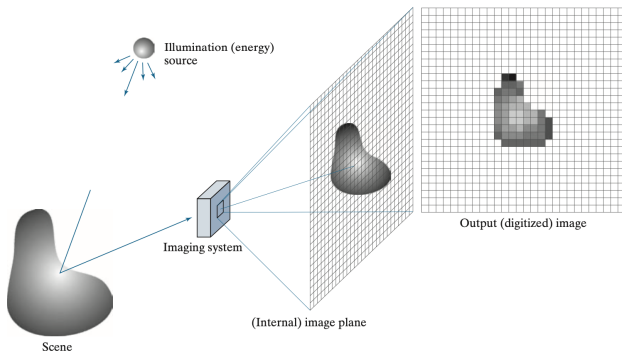 Illumination (energy)
source
Output (digitized) image
Imaging system
(Internal) image plane
Scene